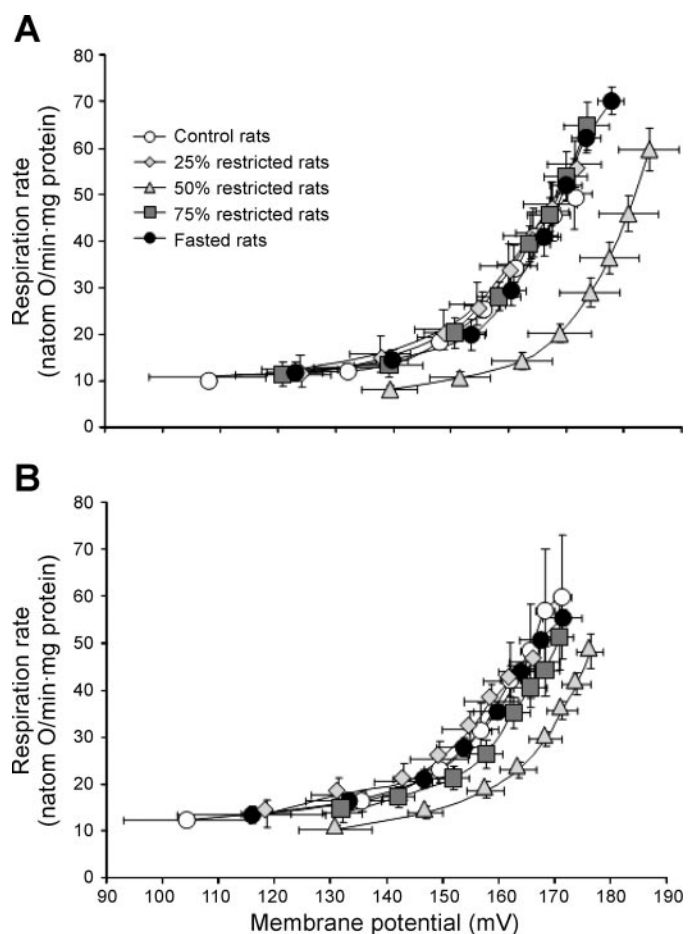 A
Respiration rate
(natom O/min·mg protein)
80
70
60
50
40
30
20
10
0
Control rats
25% restricted rats
50% restricted rats
75% restricted rats
Fasted rats
B
Respiration rate
(natom O/min·mg protein)
80
70
60
50
40
30
20
10
0
90 100 110 120 130 140 150 160 170 180 190
Membrane potential (mV)